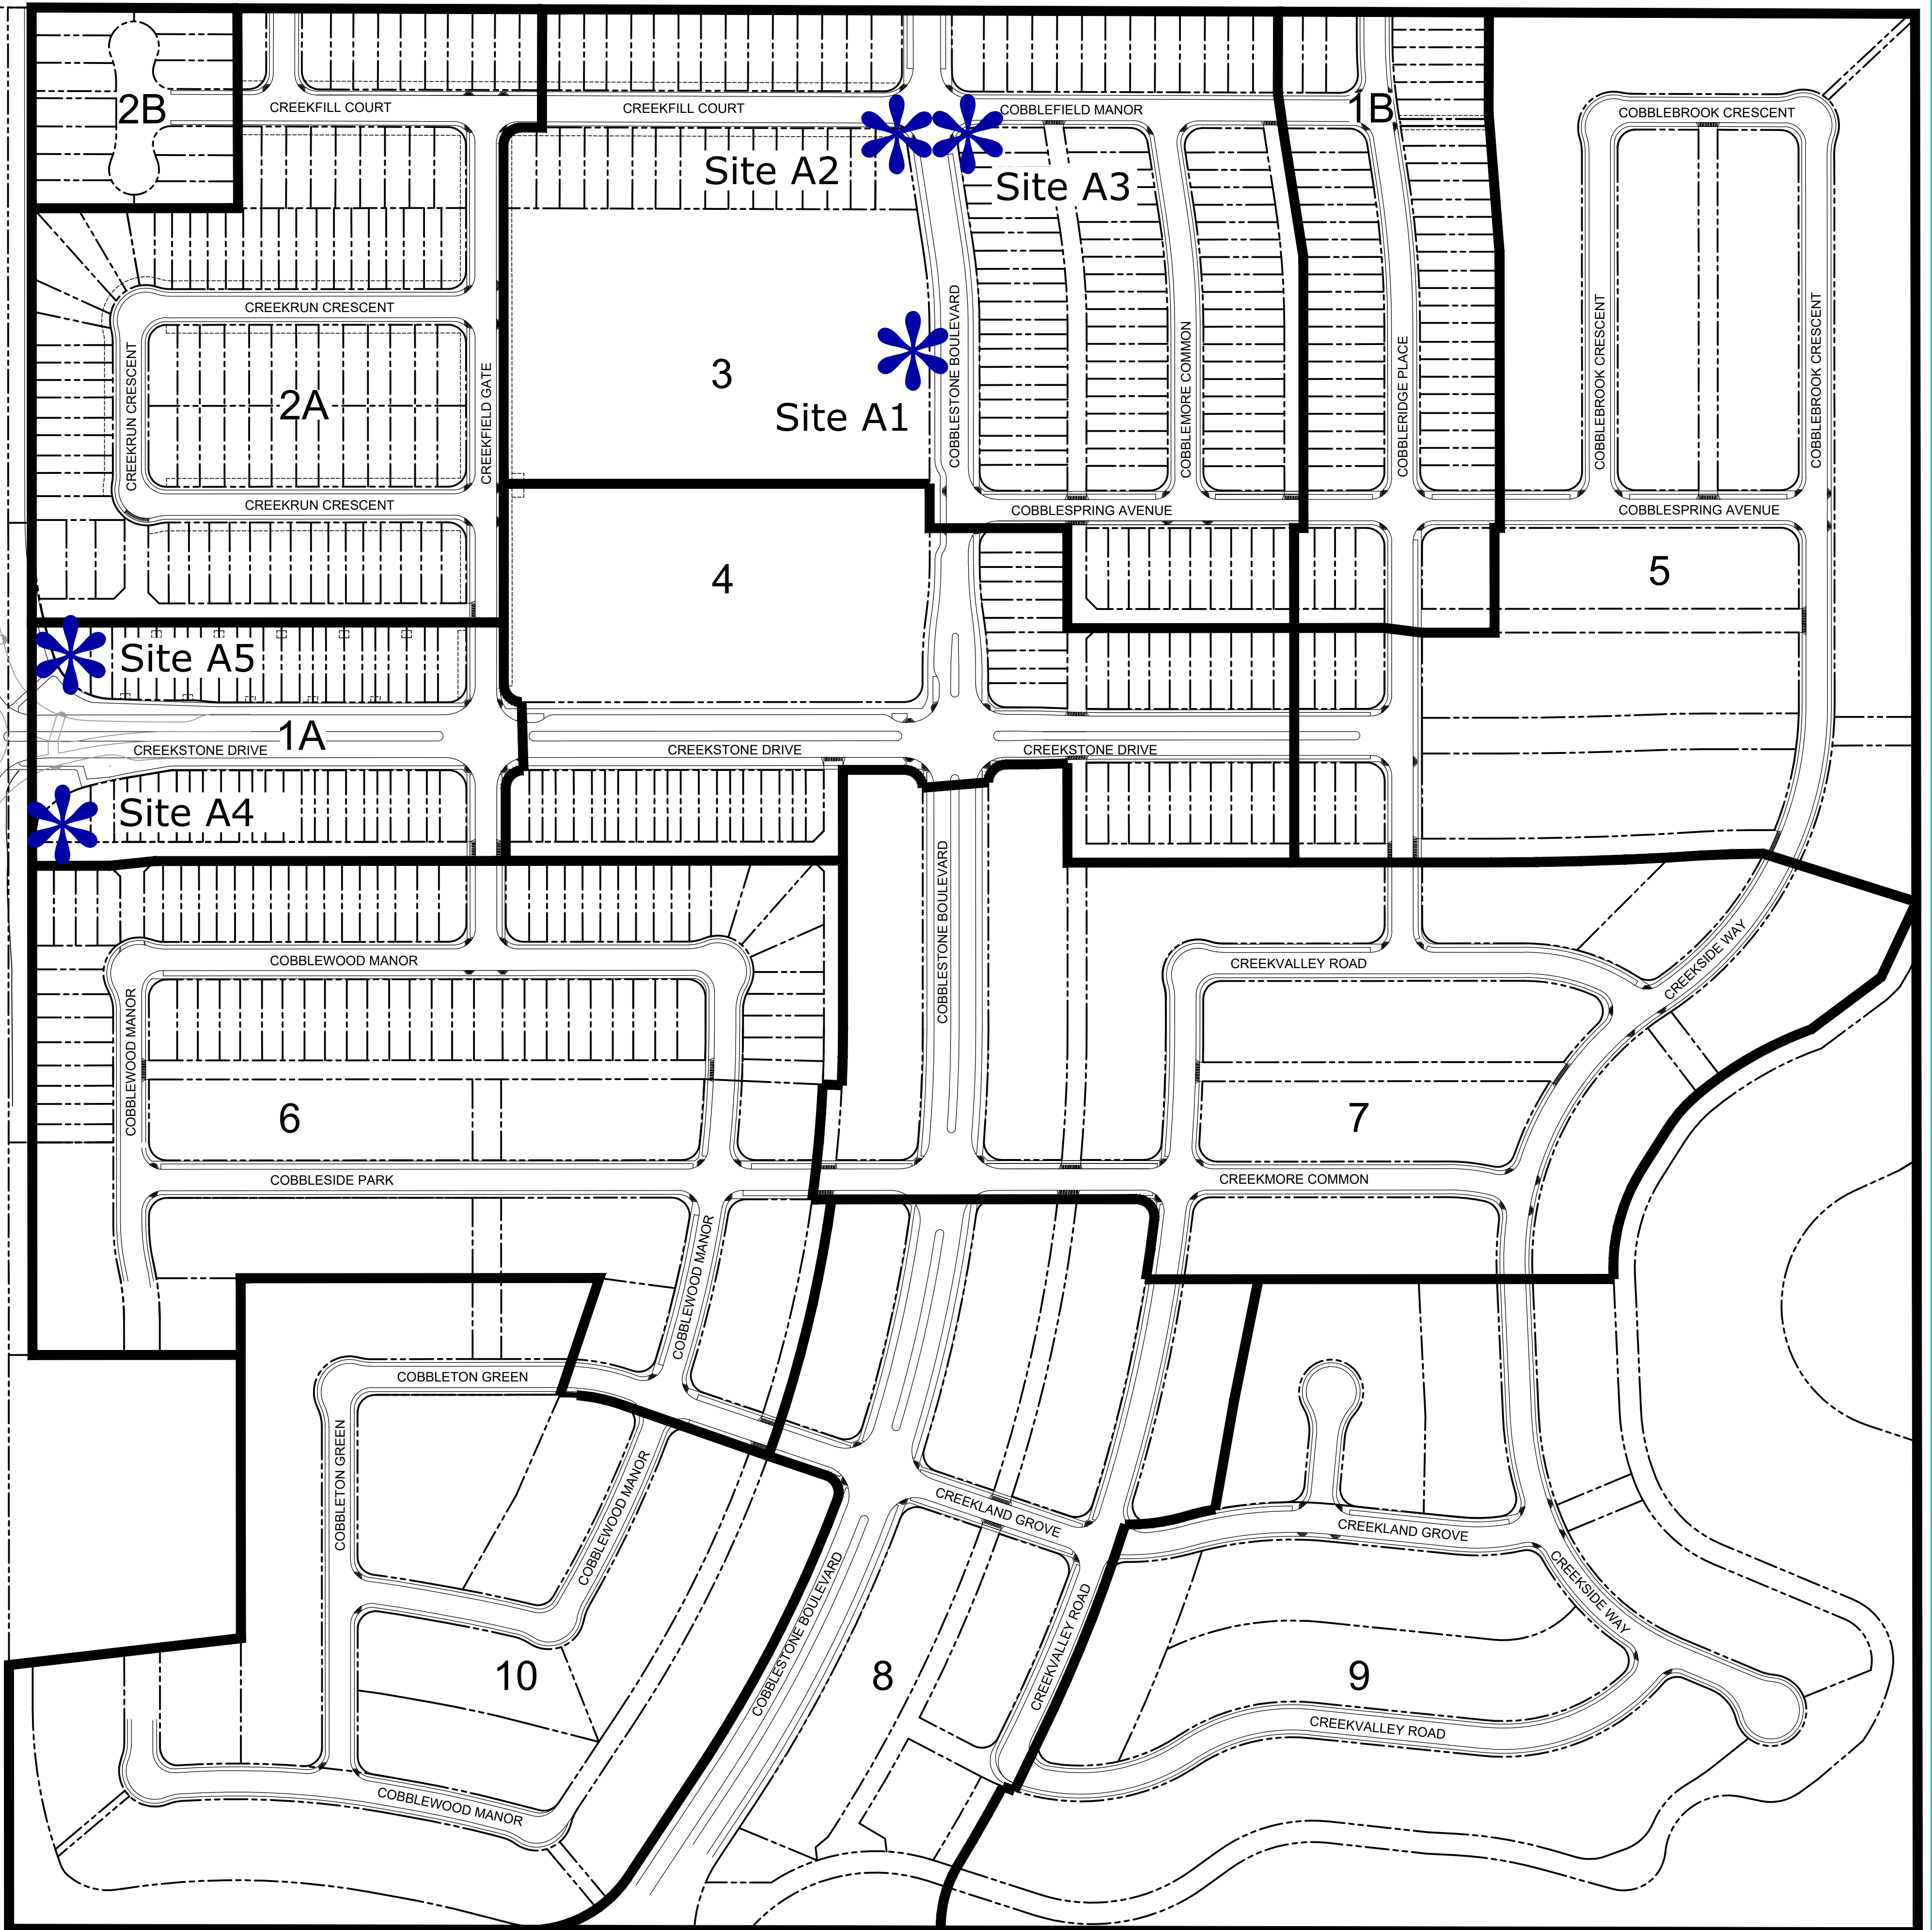 2B
CREEKFILL COURT
CREEKFILL COURT
COBBLEFIELD MANOR
1B
COBBLEBROOK CRESCENT
Site A2
Site A3
CREEKRUN CRESCENT
CREEKRUN CRESCENT
2A
CREEKFIELD GATE
3
Site A1
COBBLESTONE BOULEVARD
COBBLEMORE COMMON
COBBLERIDGE PLACE
COBBLEBROOK CRESCENT
COBBLEBROOK CRESCENT
CREEKRUN CRESCENT
COBBLESPRING AVENUE
COBBLESPRING AVENUE
4
5
Site A5
1A
CREEKSTONE DRIVE
CREEKSTONE DRIVE
CREEKSTONE DRIVE
Site A4
COBBLESTONE BOULEVARD
COBBLEWOOD MANOR
CREEKVALLEY ROAD
CREEKSIDE WAY
COBBLEWOOD MANOR
6
7
COBBLESIDE PARK
CREEKMORE COMMON
COBBLEWOOD MANOR
COBBLETON GREEN
COBBLETON GREEN
COBBLEWOOD MANOR
CREEKLAND GROVE
CREEKLAND GROVE
COBBLESTONE BOULEVARD
CREEKVALLEY ROAD
CREEKSIDE WAY
10
8
9
CREEKVALLEY ROAD
COBBLEWOOD MANOR